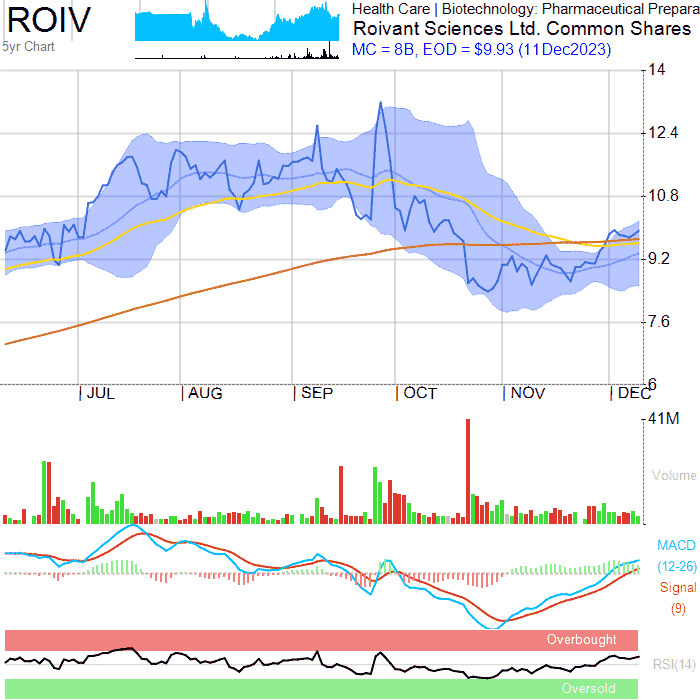 ROIV
5yr Chart
Health Care | Biotechnology: Pharmaceutical Prepara
Roivant Sciences Ltd. Common Shares
MC = 8B, EOD = $9.93 (11Dec2023)
14
12.4
10.8
9.2
7.6
6
| JUL | AUG | SEP | OCT | NOV | DEC
41M
Volume
MACD
(12-26)
Signal
(9)
Overbought
RSI(14)
Oversold